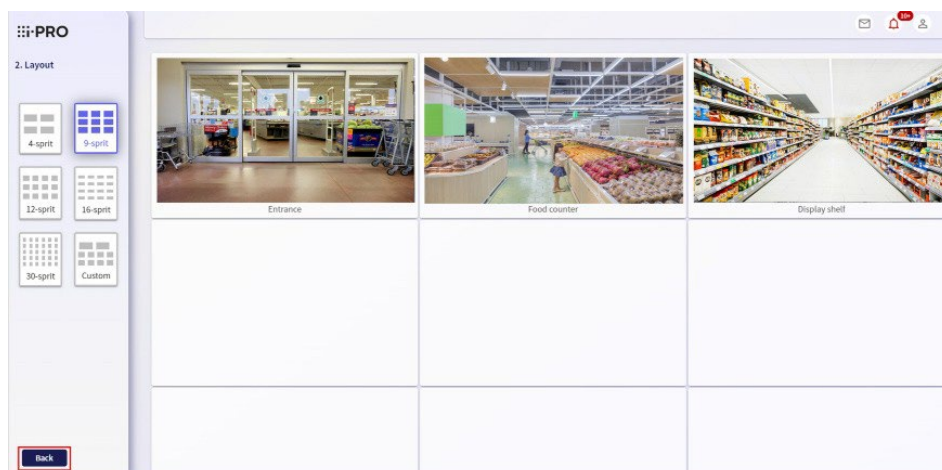 i-PRO
10+
2. Layout
4-sprit
9-sprit
12-sprit
16-sprit
30-sprit
Custom
Entrance
Food counter
Display shelf
Back